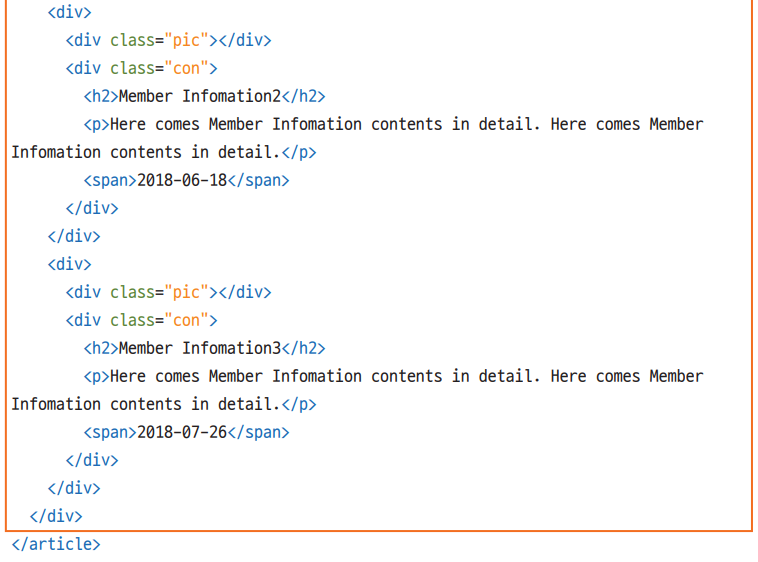 <div>
<div class="pic"></div>
<div class="con">
<h2>Member Infomation2</h2>
<p>Here comes Member Infomation contents in detail. Here comes Member
Infomation contents in detail.</p>
<span>2018-06-18</span>
</div>
</div>
<div>
<div class="pic"></div>
<div class="con">
<h2>Member Infomation3</h2>
<p>Here comes Member Infomation contents in detail. Here comes Member
Infomation contents in detail.</p>
<span>2018-07-26</span>
</div>
</div>
</div>
</article>